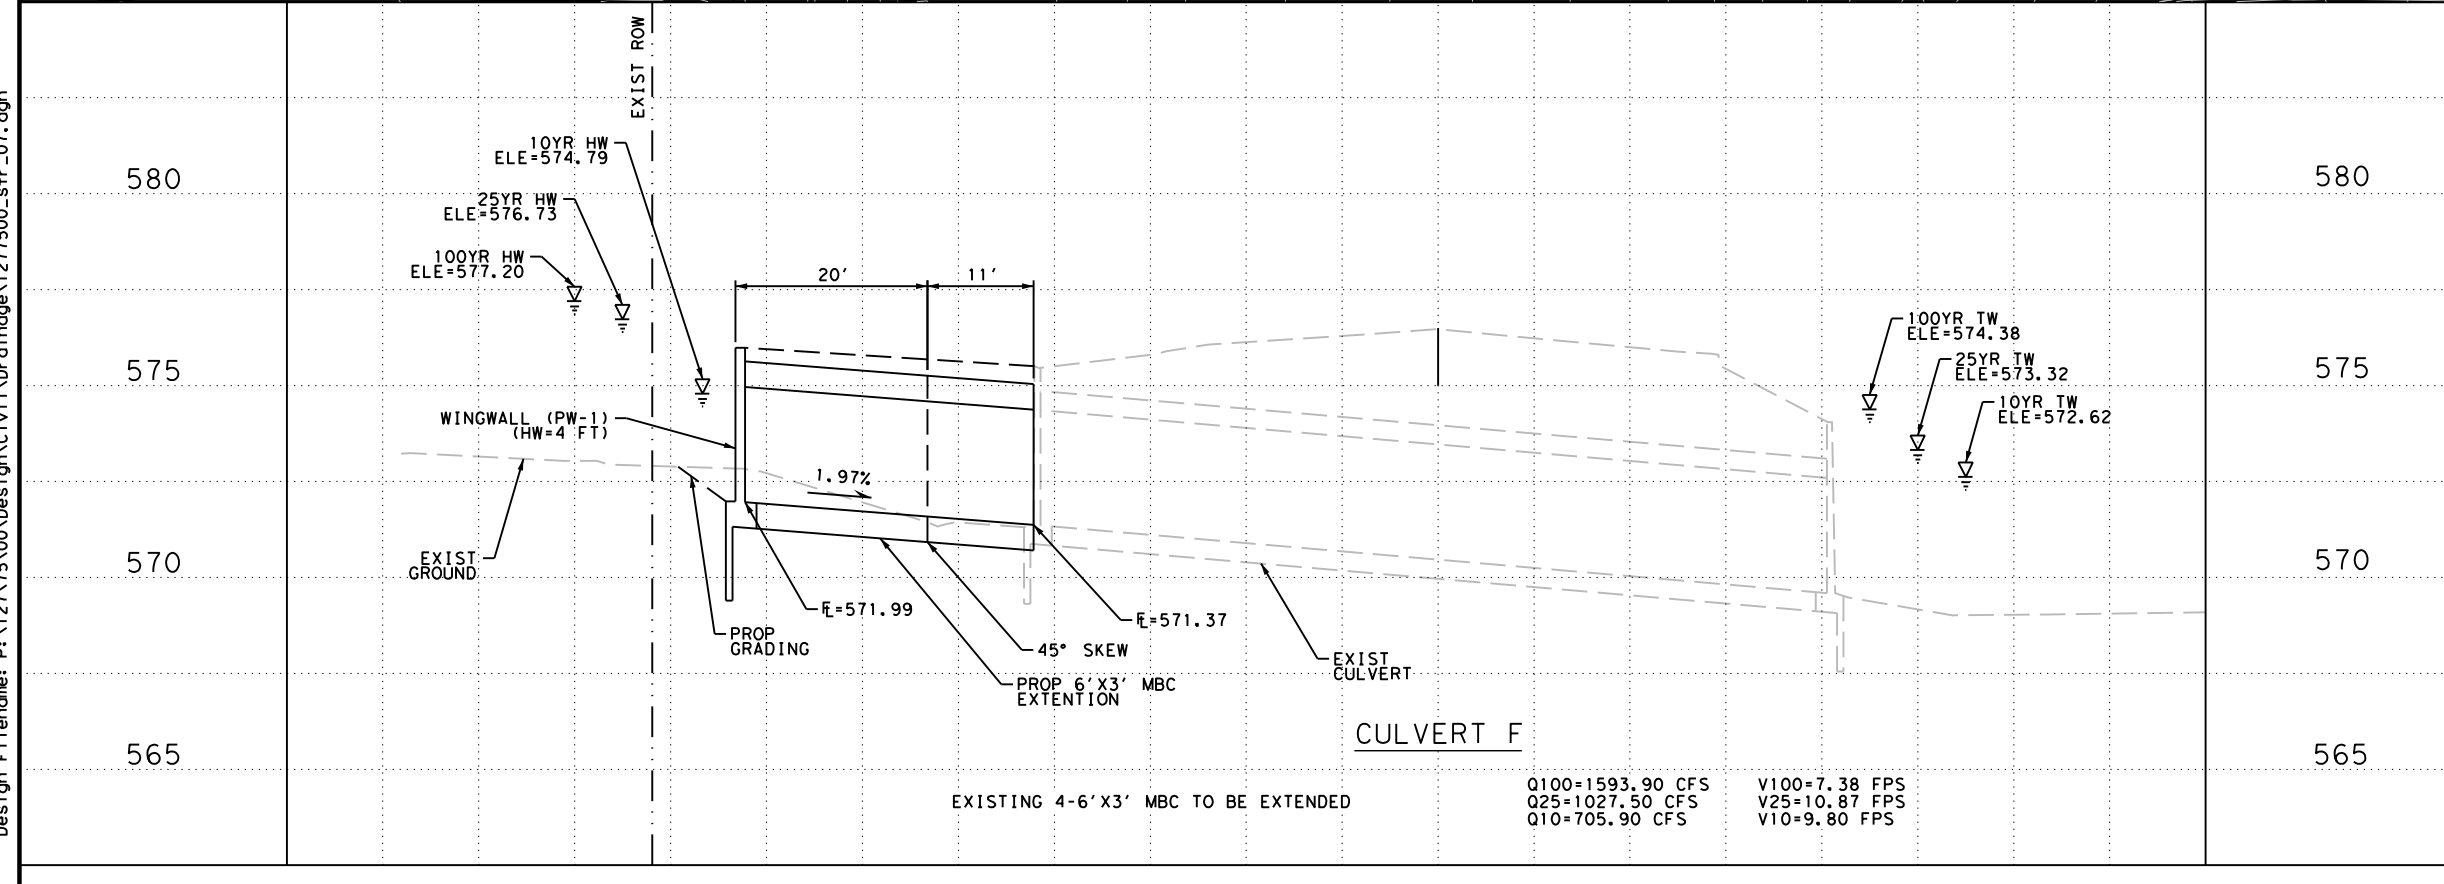 EXIST ROW
10YR HW
ELE=574.79
580
580
25YR HW
ELE=576.73
100YR HW
ELE=577.20
20'
11'
100YR TW
ELE=574.38
575
575
25YR TW
ELE=573.32
10YR TW
ELE=572.62
WINGWALL (PW-1)
(HW=4 FT)
1.97%
EXIST
GROUND
570
570
FL=571.99
FL=571.37
PROP
GRADING
45° SKEW
EXIST
CULVERT
PROP 6'X3' MBC
EXTENTION
CULVERT F
565
565
EXISTING 4-6'X3' MBC TO BE EXTENDED
Q100=1593.90 CFS
Q25=1027.50 CFS
Q10=705.90 CFS
V100=7.38 FPS
V25=10.87 FPS
V10=9.80 FPS